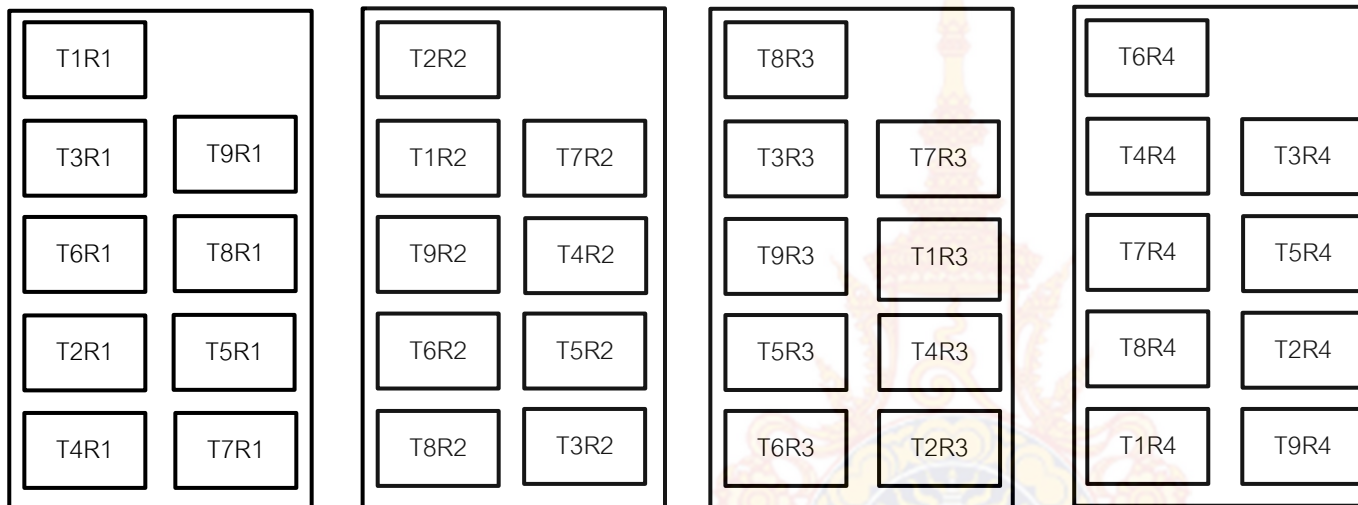 T1R1 T2R2 T8R3 T6R4
T3R1 T9R1 T1R2 T7R2 T3R3 T7R3 T4R4 T3R4
T6R1 T8R1 T9R2 T4R2 T9R3 T1R3 T7R4 T5R4
T2R1 T5R1 T6R2 T5R2 T5R3 T4R3 T8R4 T2R4
T4R1 T7R1 T8R2 T3R2 T6R3 T2R3 T1R4 T9R4